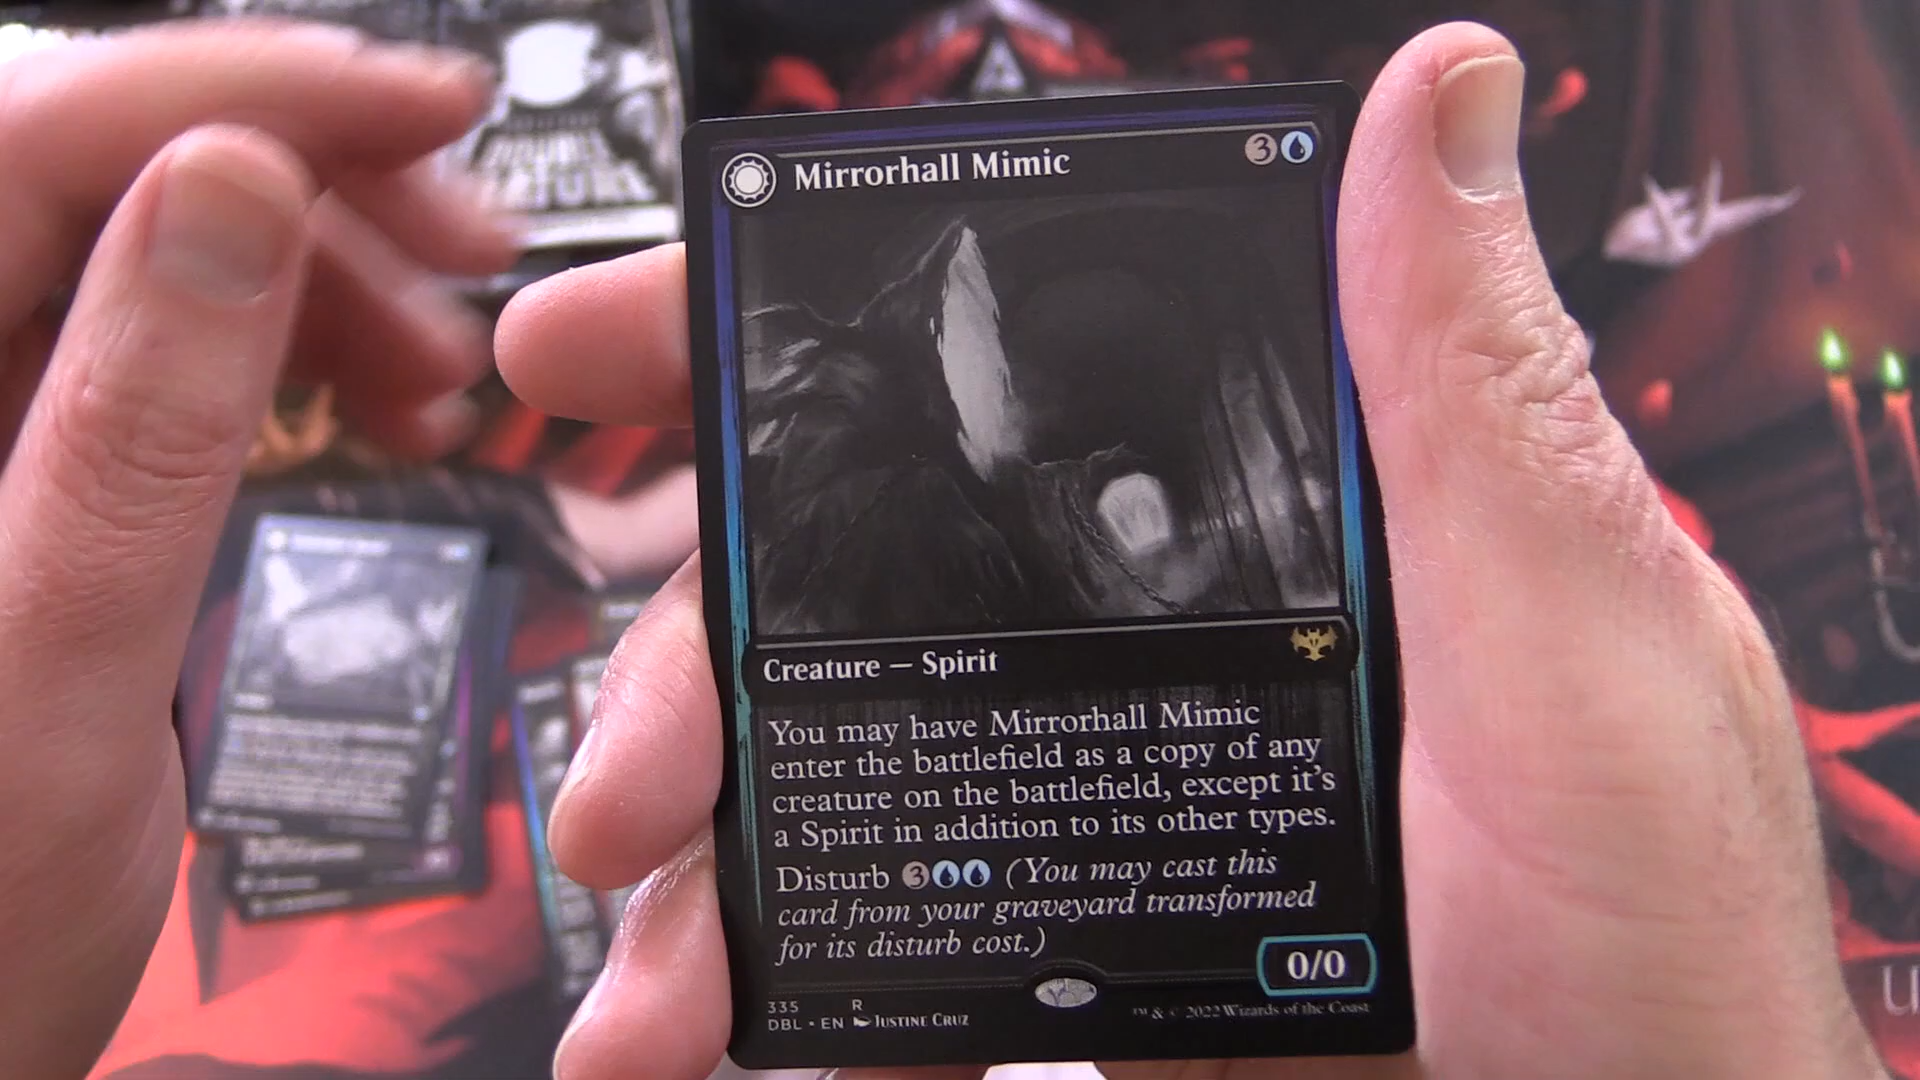 DOUBLE
FEATURE
Mirrorhall Mimic 3
Creature — Spirit
You may have Mirrorhall Mimic
enter the battlefield as a copy of any
creature on the battlefield, except it's
a Spirit in addition to its other types.
Disturb 3 (You may cast this
card from your graveyard transformed
for its disturb cost.)
0/0
335 R
DBL • EN JUSTINE CRUZ
™ & © 2022 Wizards of the Coast